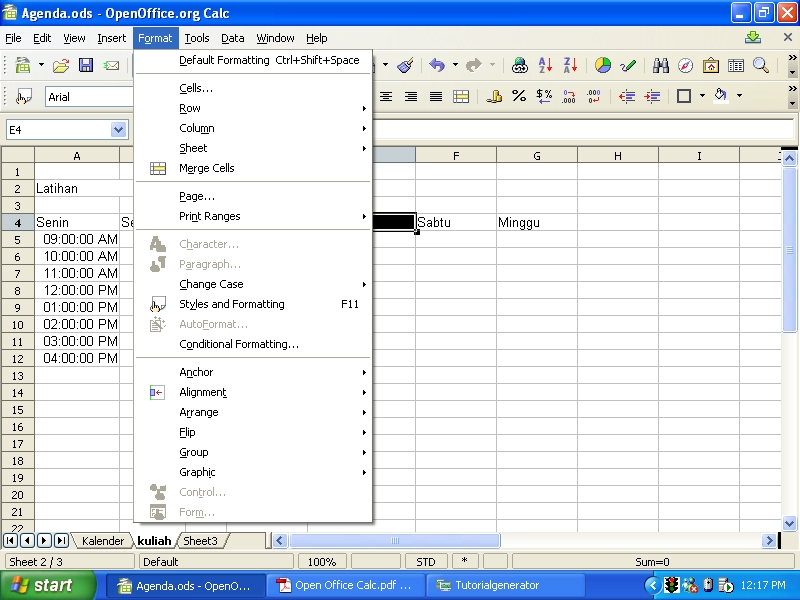 Agenda.ods - OpenOffice.org Calc
File Edit View Insert Format Tools Data Window Help
Default Formatting Ctrl+Shift+Space
Cells...
Row
Column
Sheet
Merge Cells
Page...
Print Ranges
Character...
Paragraph...
Change Case
Styles and Formatting F11
AutoFormat...
Conditional Formatting...
Anchor
Alignment
Arrange
Flip
Group
Graphic
Control...
Form...
Arial
E4
A F G H I
1
2 Latihan
3
4 Senin Se Sabtu Minggu
5 09:00:00 AM
6 10:00:00 AM
7 11:00:00 AM
8 12:00:00 PM
9 01:00:00 PM
10 02:00:00 PM
11 03:00:00 PM
12 04:00:00 PM
13
14
15
16
17
18
19
20
21
22
Kalender kuliah Sheet3
Sheet 2 / 3 Default 100% STD * Sum=0
start Agenda.ods - OpenO... Open Office Calc.pdf ... Tutorialgenerator 12:17 PM